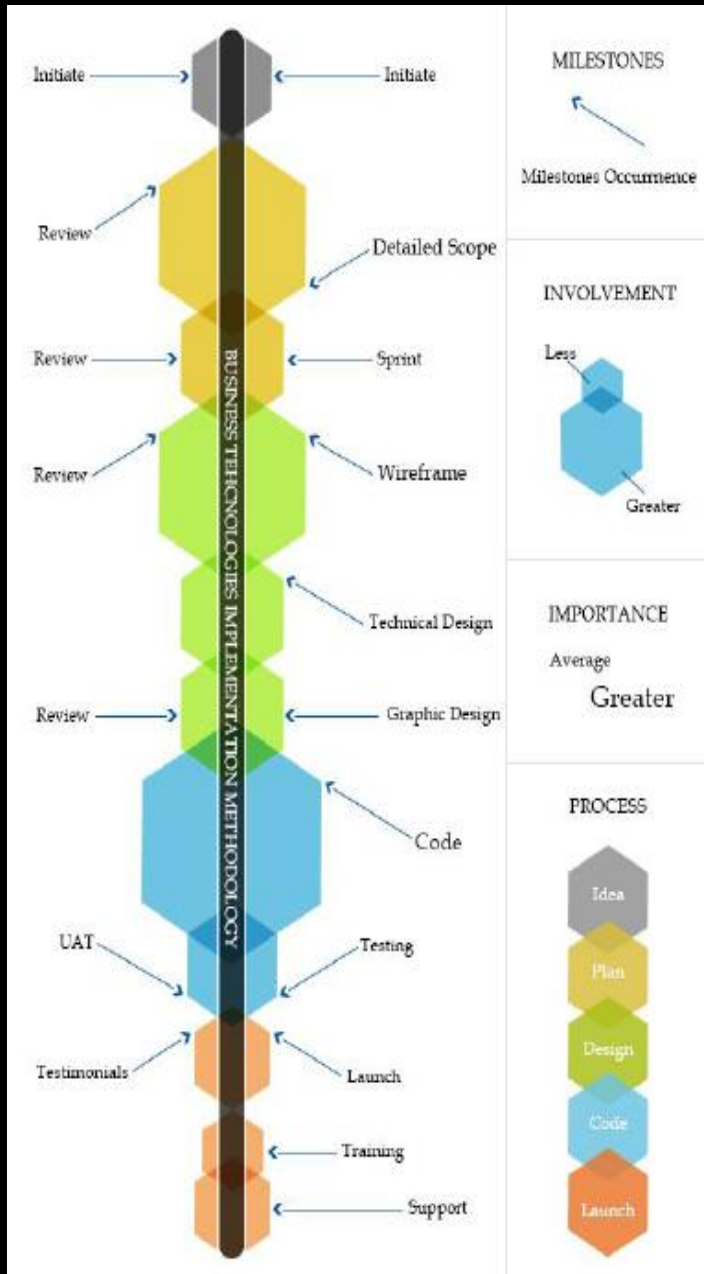 Initiate
Initiate
Review
Detailed Scope
Review
Sprint
Review
Wireframe
Technical Design
Review
Graphic Design
Code
UAT
Testing
Testimonials
Launch
Training
Support
BUSINESS TEHCNOLOGIES IMPLEMENTATION METHODOLOGY
MILESTONES
Milestones Occurrnence
INVOLVEMENT
Less
Greater
IMPORTANCE
Average
Greater
PROCESS
Idea
Plan
Design
Code
Launch